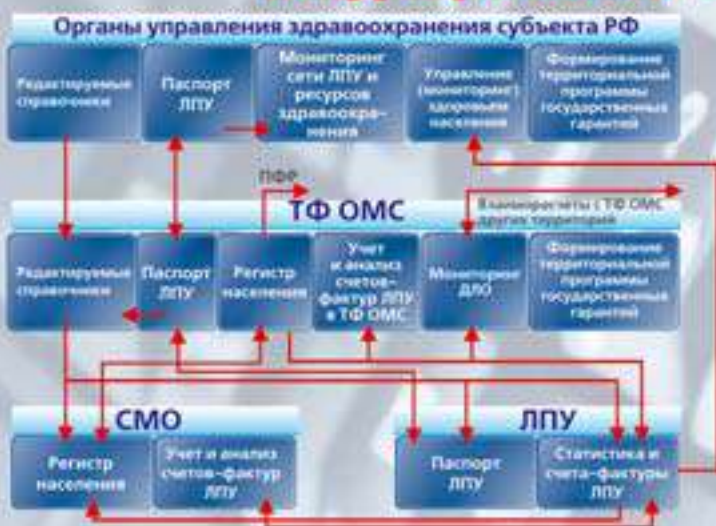 Органы управления здравоохранения субъекта РФ
Редактируемые
справочники
Паспорт
ЛПУ
Мониторинг
сети ЛПУ и
ресурсов
здравоохра-
нения
Управление
(мониторинг)
здоровьем
населения
Формирование
территориальной
программы
государственных
гарантий
ПФР
Взаиморасчеты с ТФ ОМС
других территорий
ТФ ОМС
Редактируемые
справочники
Паспорт
ЛПУ
Регистр
населения
Учет
и анализ
счетов-
фактур ЛПУ
в ТФ ОМС
Мониторинг
ДЛО
Формирование
территориальной
программы
государственных
гарантий
СМО
Регистр
населения
Учет и анализ
счетов-фактур
ЛПУ
ЛПУ
Паспорт
ЛПУ
Статистика и
счета-фактуры
ЛПУ